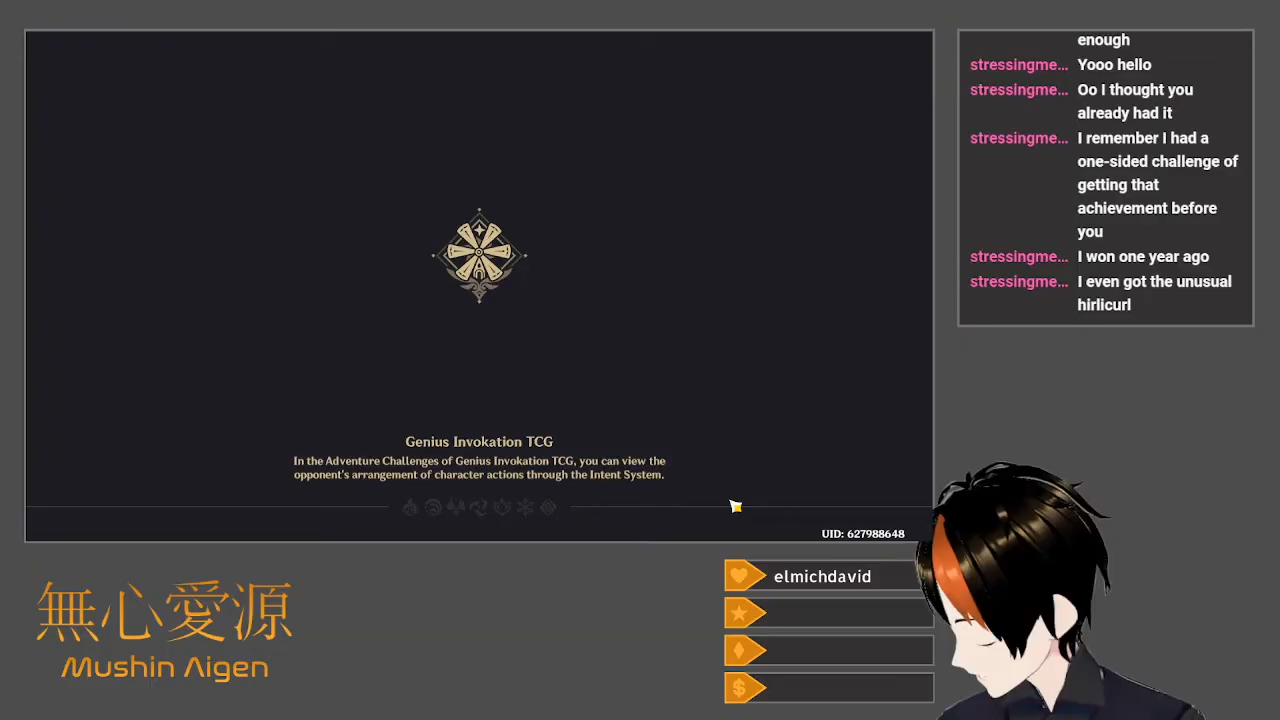 Genius Invokation TCG
In the Adventure Challenges of Genius Invokation TCG, you can view the
opponent's arrangement of character actions through the Intent System.
UID: 627988648
enough
stressingme... Yooo hello
stressingme... Oo I thought you
already had it
stressingme... I remember I had a
one-sided challenge of
getting that
achievement before
you
stressingme... I won one year ago
stressingme... I even got the unusual
hirlicurl
elmichdavid
無心愛源
Mushin Aigen